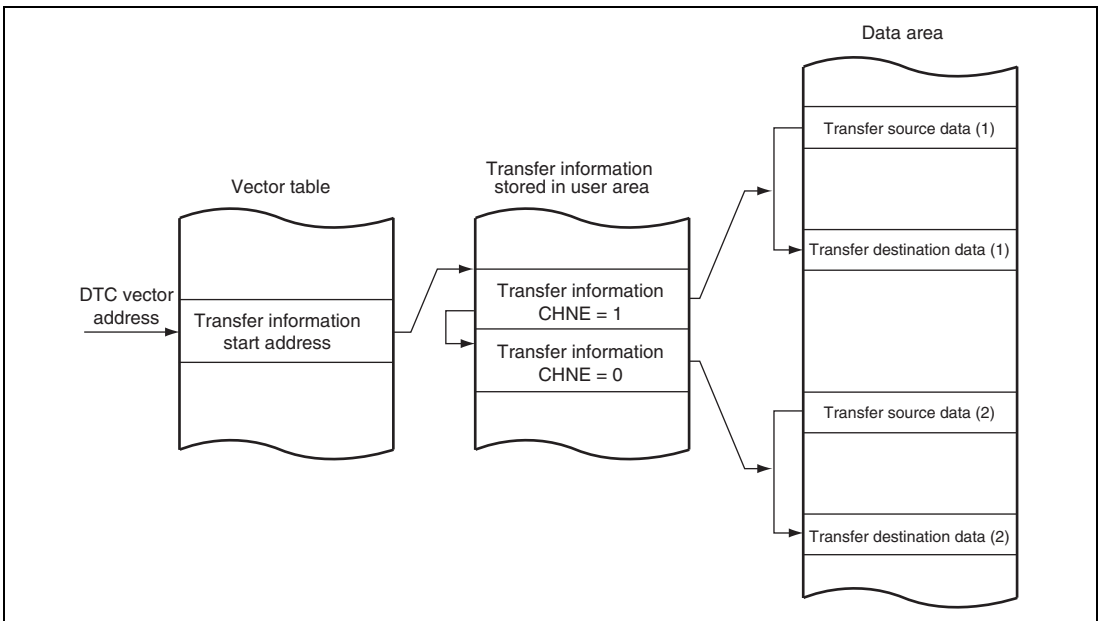 Data area
Transfer source data (1)
Transfer information
stored in user area
Vector table
Transfer destination data (1)
DTC vector
address
Transfer information
start address
Transfer information
CHNE = 1
Transfer information
CHNE = 0
Transfer source data (2)
Transfer destination data (2)